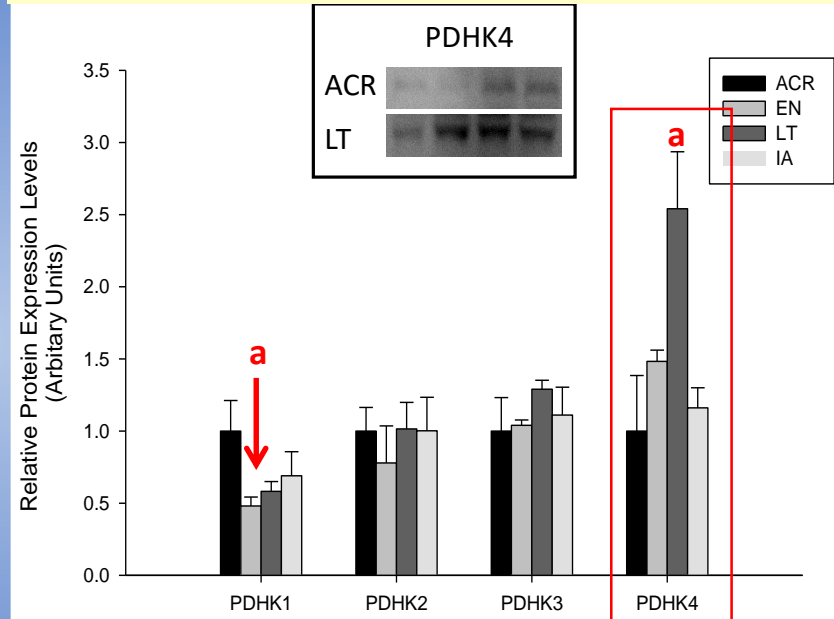 PDHK4
ACR
LT
ACR
EN
LT
IA
Relative Protein Expression Levels
(Arbitary Units)
3.5
3.0
2.5
2.0
1.5
1.0
0.5
0.0
a
a
PDHK1
PDHK2
PDHK3
PDHK4